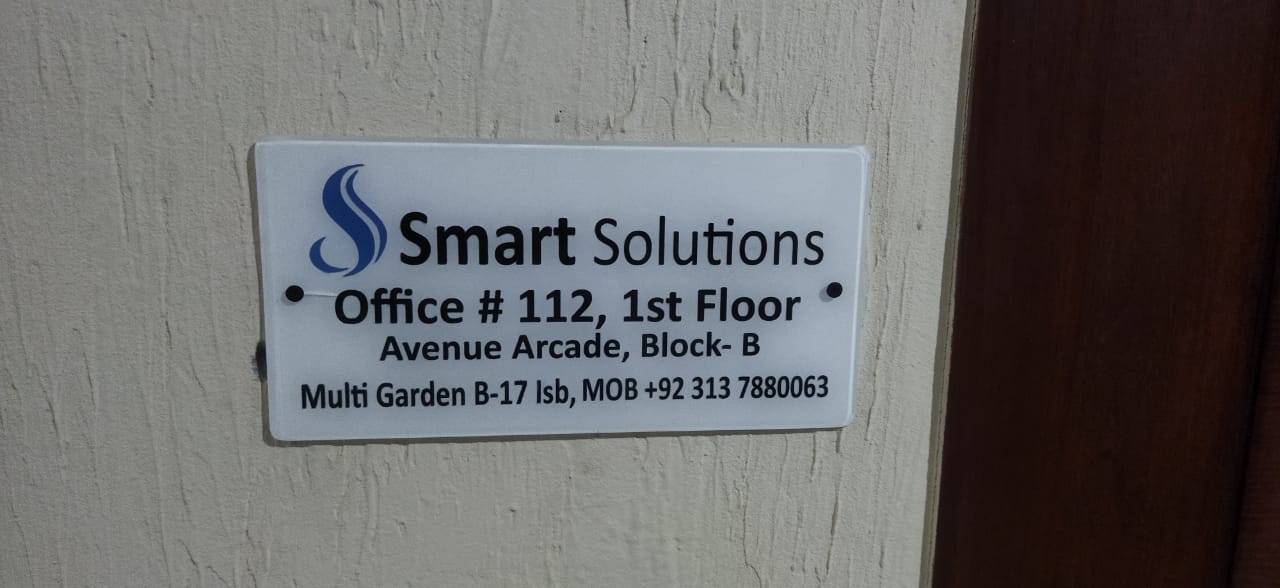 Smart Solutions
Office # 112, 1st Floor
Avenue Arcade, Block- B
Multi Garden B-17 Isb, MOB +92 313 7880063